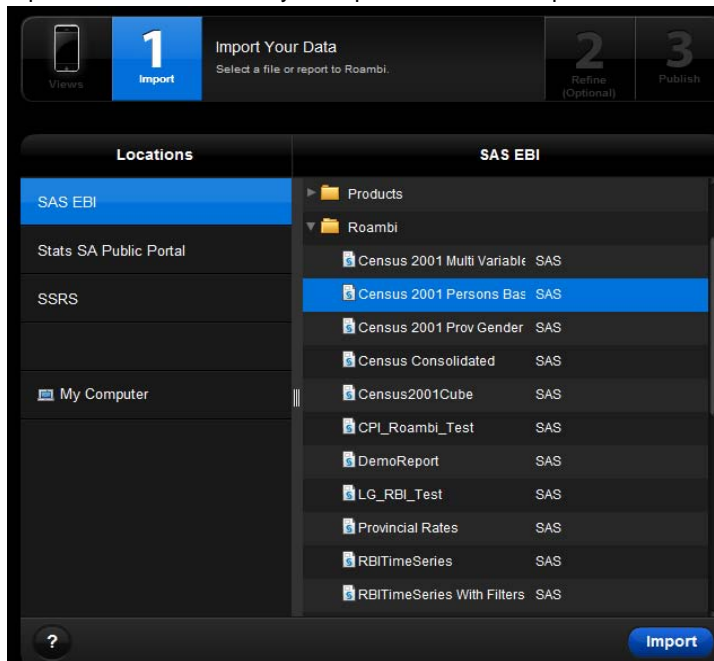 Views
1
Import
Import Your Data
Select a file or report to Roambi.
2
Refine
(Optional)
3
Publish
Locations
SAS EBI
SAS EBI
Stats SA Public Portal
SSRS
My Computer
Products
Roambi
Census 2001 Multi Variable SAS
Census 2001 Persons Bas SAS
Census 2001 Prov Gender SAS
Census Consolidated SAS
Census2001Cube SAS
CPI_Roambi_Test SAS
DemoReport SAS
LG_RBI_Test SAS
Provincial Rates SAS
RBITimeSeries SAS
RBITimeSeries With Filters SAS
?
Import